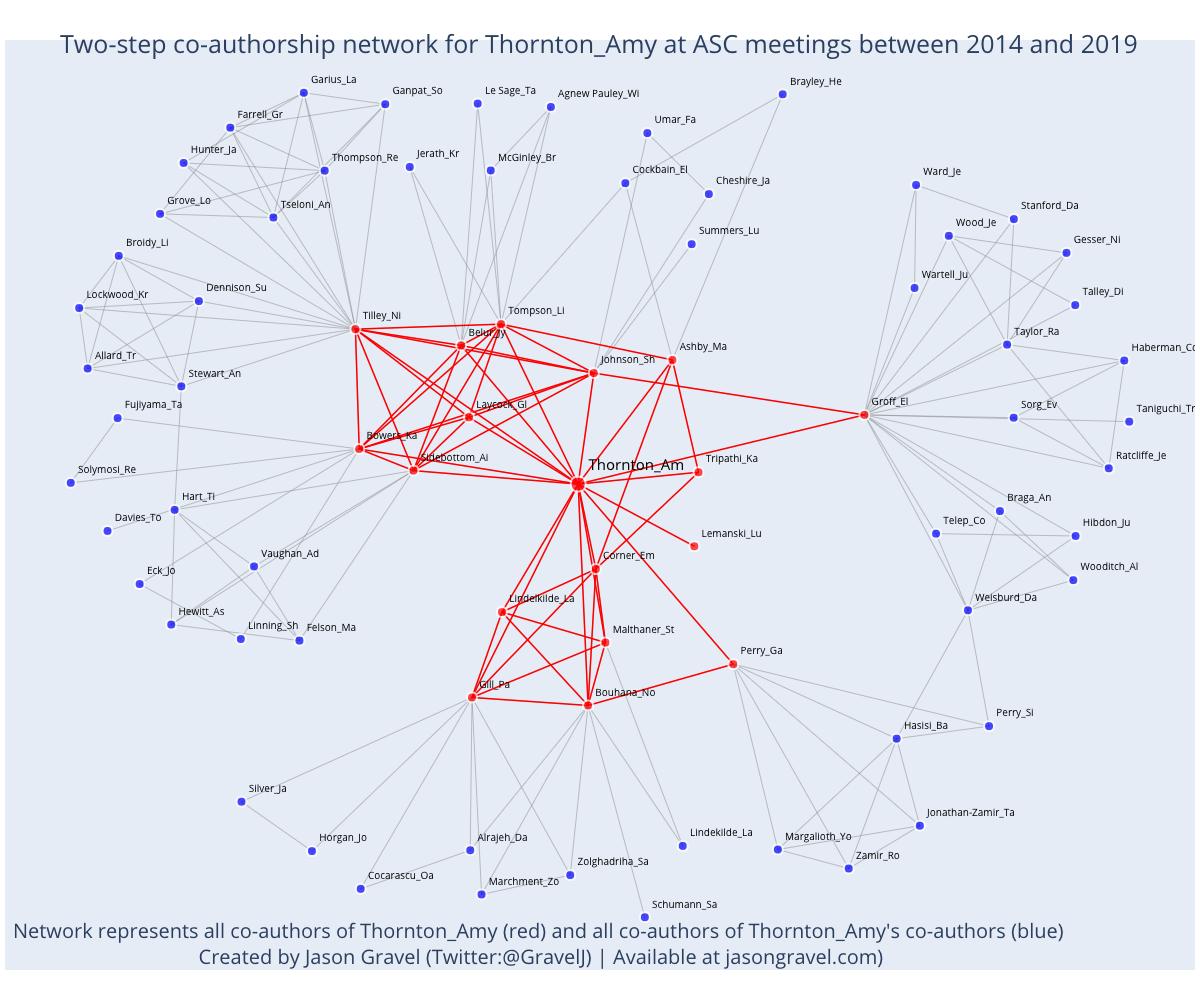 Two-step co-authorship network for Thornton_Amy at ASC meetings between 2014 and 2019
Garius_La
Brayley_He
Ganpat_So
Le Sage_Ta
Agnew Pauley_Wi
Farrell_Gr
Umar_Fa
Hunter_Ja
Thompson_Re
Jerath_Kr
McGinley_Br
Cockbain_El
Cheshire_Ja
Ward_Je
Grove_Lo
Tseloni_An
Stanford_Da
Wood_Je
Summers_Lu
Broidy_Li
Gesser_Ni
Wartell_Ju
Lockwood_Kr
Dennison_Su
Talley_Di
Tilley_Ni
Tompson_Li
Belur_Jy
Taylor_Ra
Allard_Tr
Johnson_Sh
Ashby_Ma
Haberman_Co
Stewart_An
Groff_El
Fujiyama_Ta
Laycock_Gl
Sorg_Ev
Taniguchi_Tr
Bowers_Ka
Sidebottom_Ai
Thornton_Am
Tripathi_Ka
Ratcliffe_Je
Solymosi_Re
Hart_Ti
Braga_An
Davies_To
Telep_Co
Hibdon_Ju
Lemanski_Lu
Vaughan_Ad
Corner_Em
Eck_Jo
Wooditch_Al
Lindelkilde_La
Weisburd_Da
Hewitt_As
Linning_Sh
Felson_Ma
Malthaner_St
Perry_Ga
Gill_Pa
Bouhana_No
Perry_Si
Hasisi_Ba
Silver_Ja
Jonathan-Zamir_Ta
Horgan_Jo
Alrajeh_Da
Lindekilde_La
Margalioth_Yo
Zamir_Ro
Cocarascu_Oa
Marchment_Zo
Zolghadriha_Sa
Schumann_Sa
Network represents all co-authors of Thornton_Amy (red) and all co-authors of Thornton_Amy's co-authors (blue)
Created by Jason Gravel (Twitter:@GravelJ) | Available at jasongravel.com)